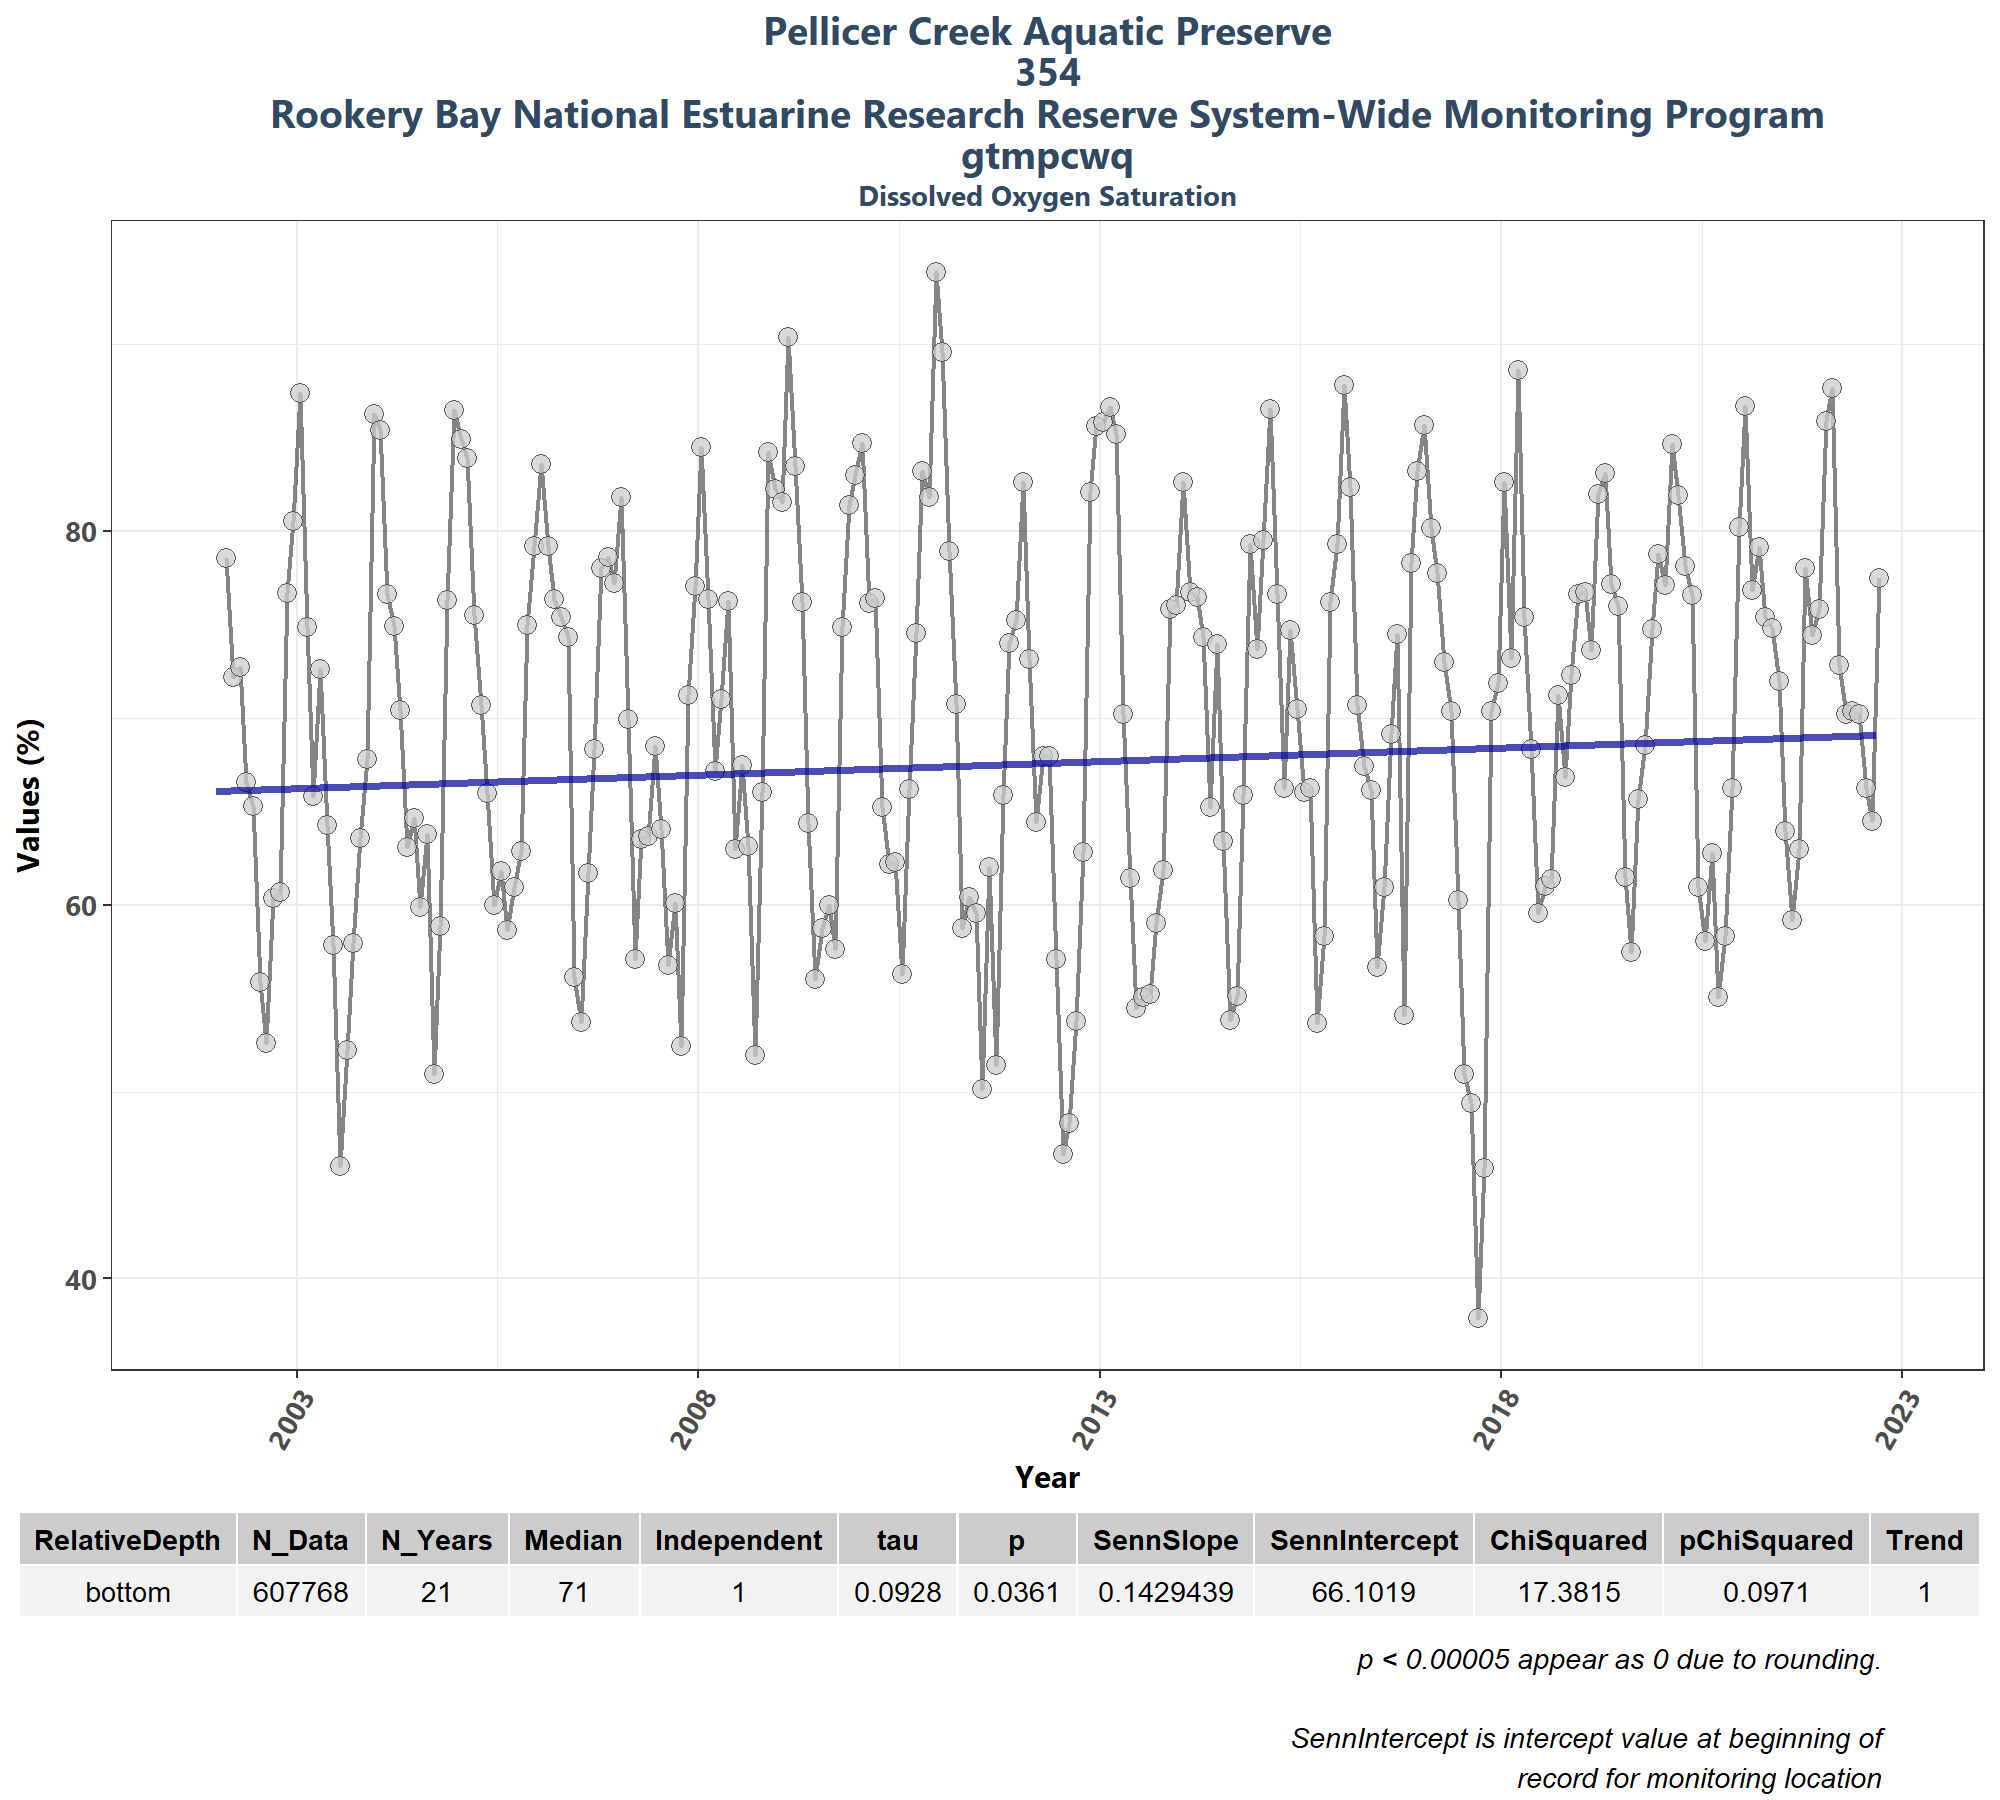 Pellicer Creek Aquatic Preserve
354
Rookery Bay National Estuarine Research Reserve System-Wide Monitoring Program
gtmpcwq
Dissolved Oxygen Saturation
Values (%)
80
60
40
2003 2008 2013 2018 2023
Year
RelativeDepth N_Data N_Years Median Independent tau p SennSlope SennIntercept ChiSquared pChiSquared Trend
bottom 607768 21 71 1 0.0928 0.0361 0.1429439 66.1019 17.3815 0.0971 1
p < 0.00005 appear as 0 due to rounding.
SennIntercept is intercept value at beginning of
record for monitoring location